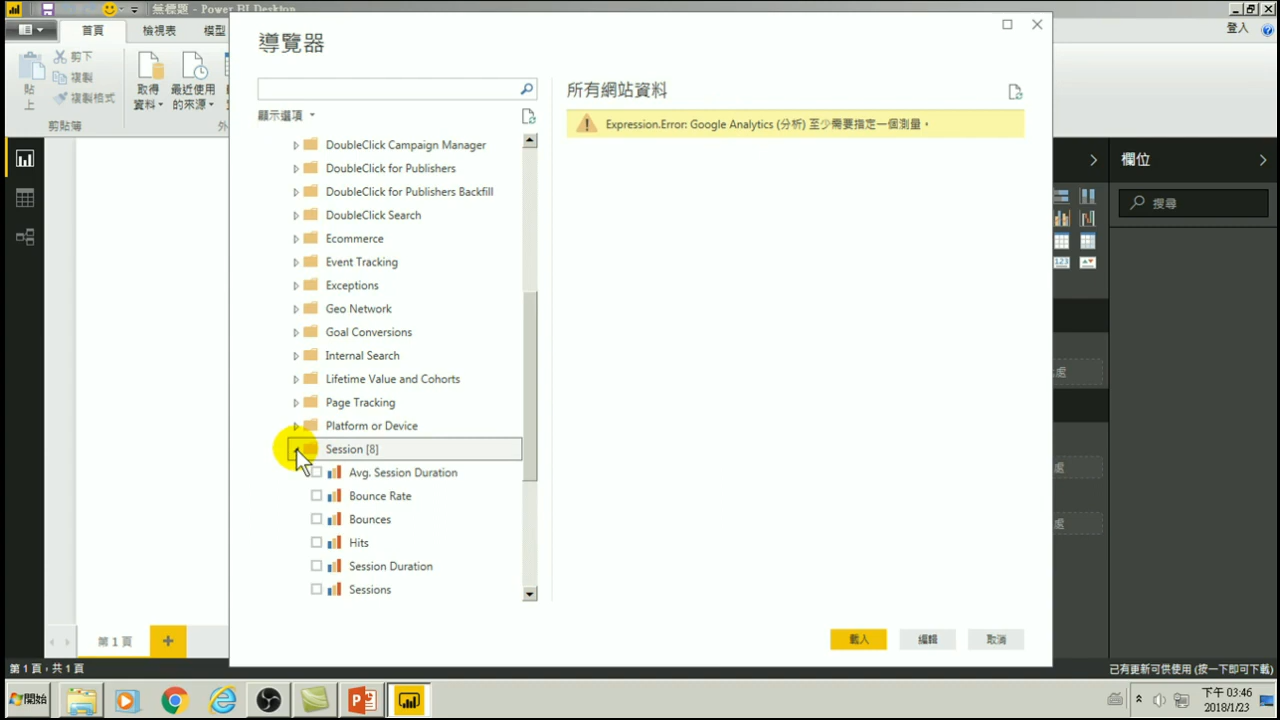 無標題 - Power BI Desktop
登入
首頁
檢視表
模型
貼上
剪下
複製
複製格式
剪貼簿
取得資料
最近使用的來源
外
導覽器
顯示選項
DoubleClick Campaign Manager
DoubleClick for Publishers
DoubleClick for Publishers Backfill
DoubleClick Search
Ecommerce
Event Tracking
Exceptions
Geo Network
Goal Conversions
Internal Search
Lifetime Value and Cohorts
Page Tracking
Platform or Device
Session [8]
Avg. Session Duration
Bounce Rate
Bounces
Hits
Session Duration
Sessions
所有網站資料
Expression.Error: Google Analytics (分析) 至少需要指定一個測量。
載入
編輯
取消
欄位
搜尋
123
處
處
處
第 1 頁
+
第 1 頁，共 1 頁
已有更新可供使用 (按一下即可下載)
開始
下午 03:46
2018/1/23